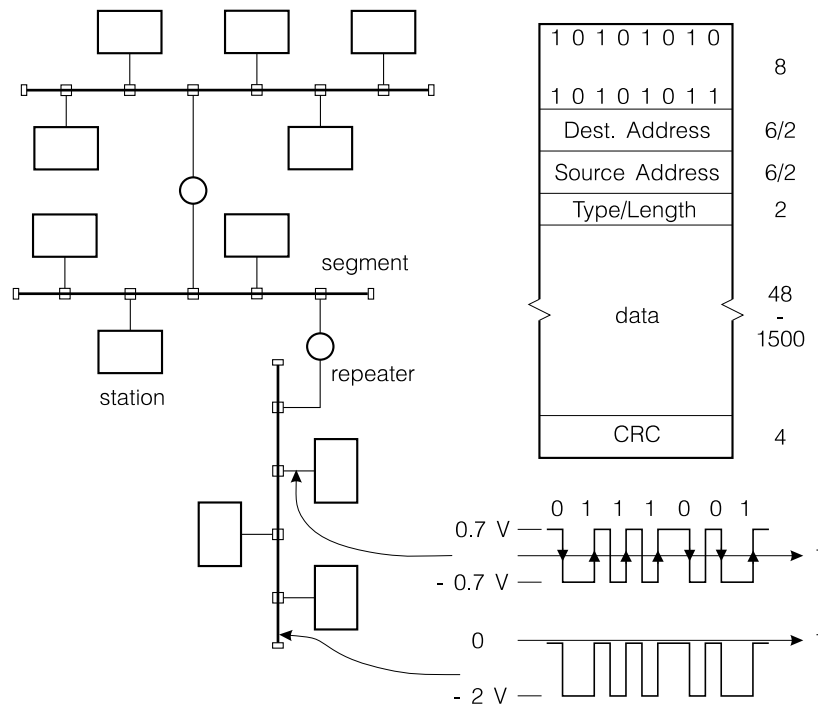 1 0 1 0 1 0 1 0
8
1 0 1 0 1 0 1 1
Dest. Address 6/2
Source Address 6/2
Type/Length 2
data
48
-
1500
CRC 4
segment
repeater
station
0 1 1 1 0 0 1
0.7 V
- 0.7 V
0
- 2 V